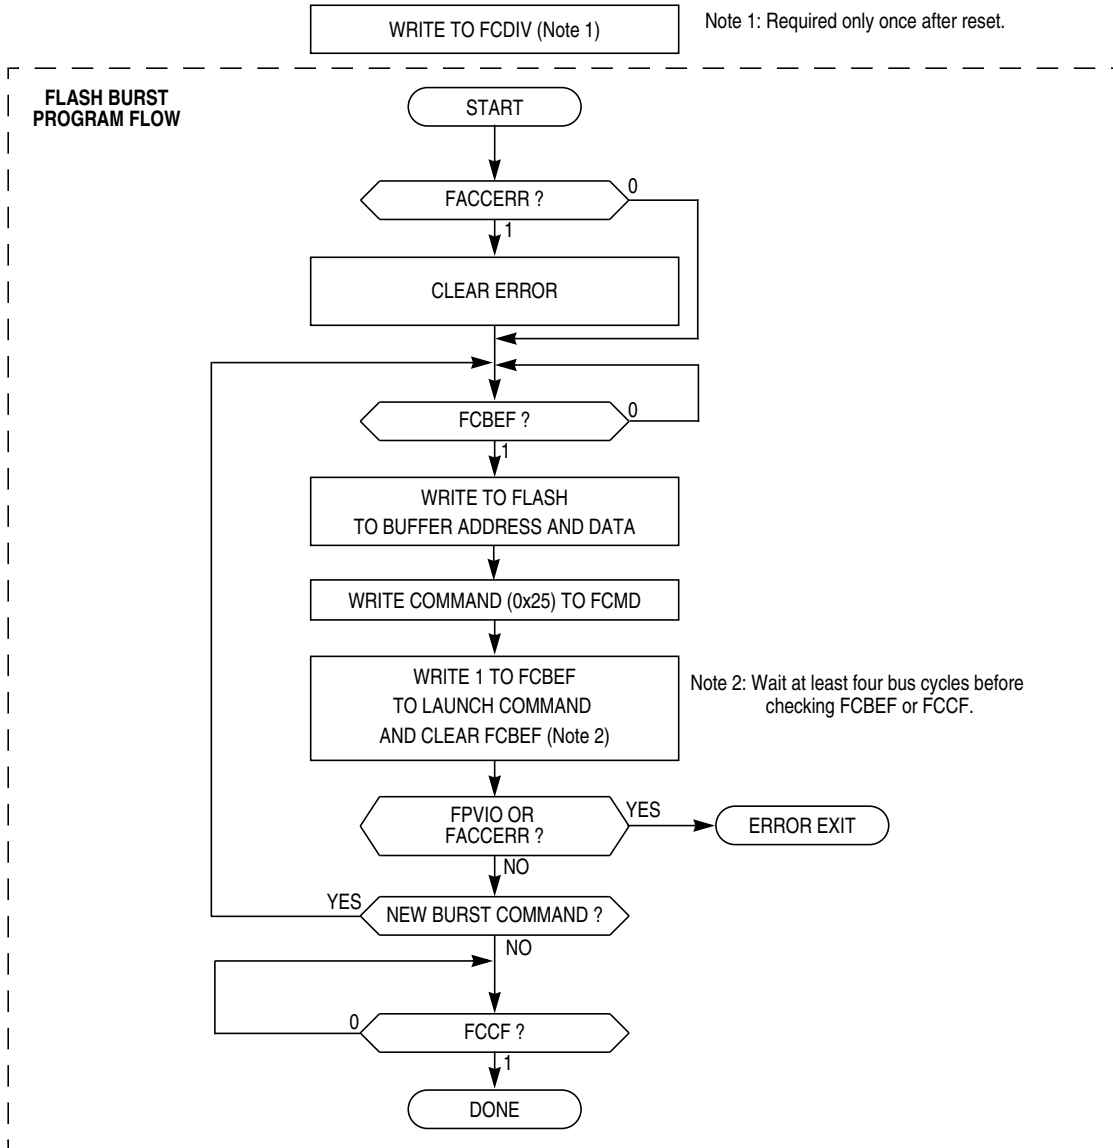 WRITE TO FCDIV (Note 1)
Note 1: Required only once after reset.
FLASH BURST
PROGRAM FLOW
START
FACCERR ?
0
1
CLEAR ERROR
FCBEF ?
0
1
WRITE TO FLASH
TO BUFFER ADDRESS AND DATA
WRITE COMMAND (0x25) TO FCMD
WRITE 1 TO FCBEF
TO LAUNCH COMMAND
AND CLEAR FCBEF (Note 2)
Note 2: Wait at least four bus cycles before
checking FCBEF or FCCF.
FPVIO OR
FACCERR ?
YES
ERROR EXIT
NO
YES
NEW BURST COMMAND ?
NO
0
FCCF ?
1
DONE